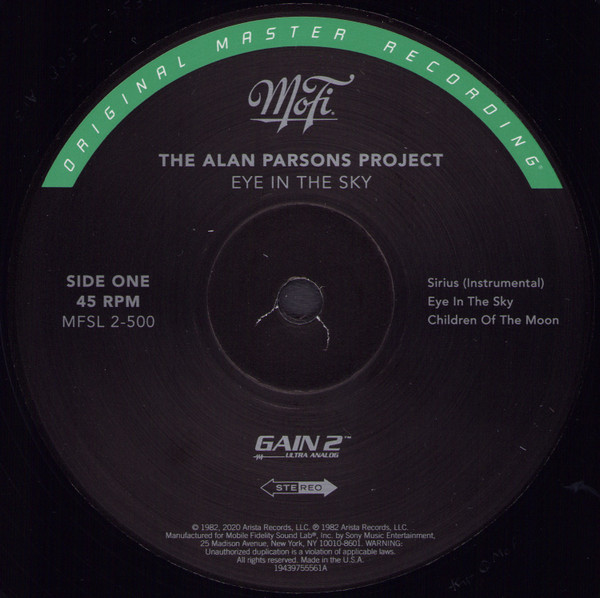 ORIGINAL MASTER RECORDING®
MoFi.
THE ALAN PARSONS PROJECT
EYE IN THE SKY
SIDE ONE
45 RPM
MFSL 2-500
Sirius (Instrumental)
Eye In The Sky
Children Of The Moon
GAIN 2™
ULTRA ANALOG
STEREO
© 1982, 2020 Arista Records, LLC. ℗ 1982 Arista Records, LLC.
Manufactured for Mobile Fidelity Sound Lab®, Inc. by Sony Music Entertainment,
25 Madison Avenue, New York, NY 10010-8601. WARNING:
Unauthorized duplication is a violation of applicable laws.
All rights reserved. Made in the U.S.A.
19439755561A